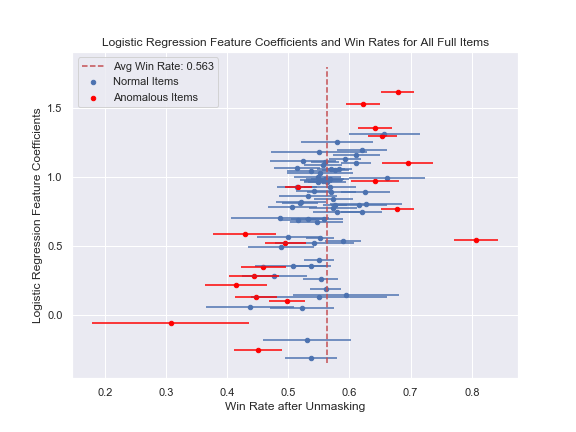 Logistic Regression Feature Coefficients and Win Rates for All Full Items
Avg Win Rate: 0.563
Normal Items
Anomalous Items
Logistic Regression Feature Coefficients
1.5
1.0
0.5
0.0
0.2 0.3 0.4 0.5 0.6 0.7 0.8
Win Rate after Unmasking